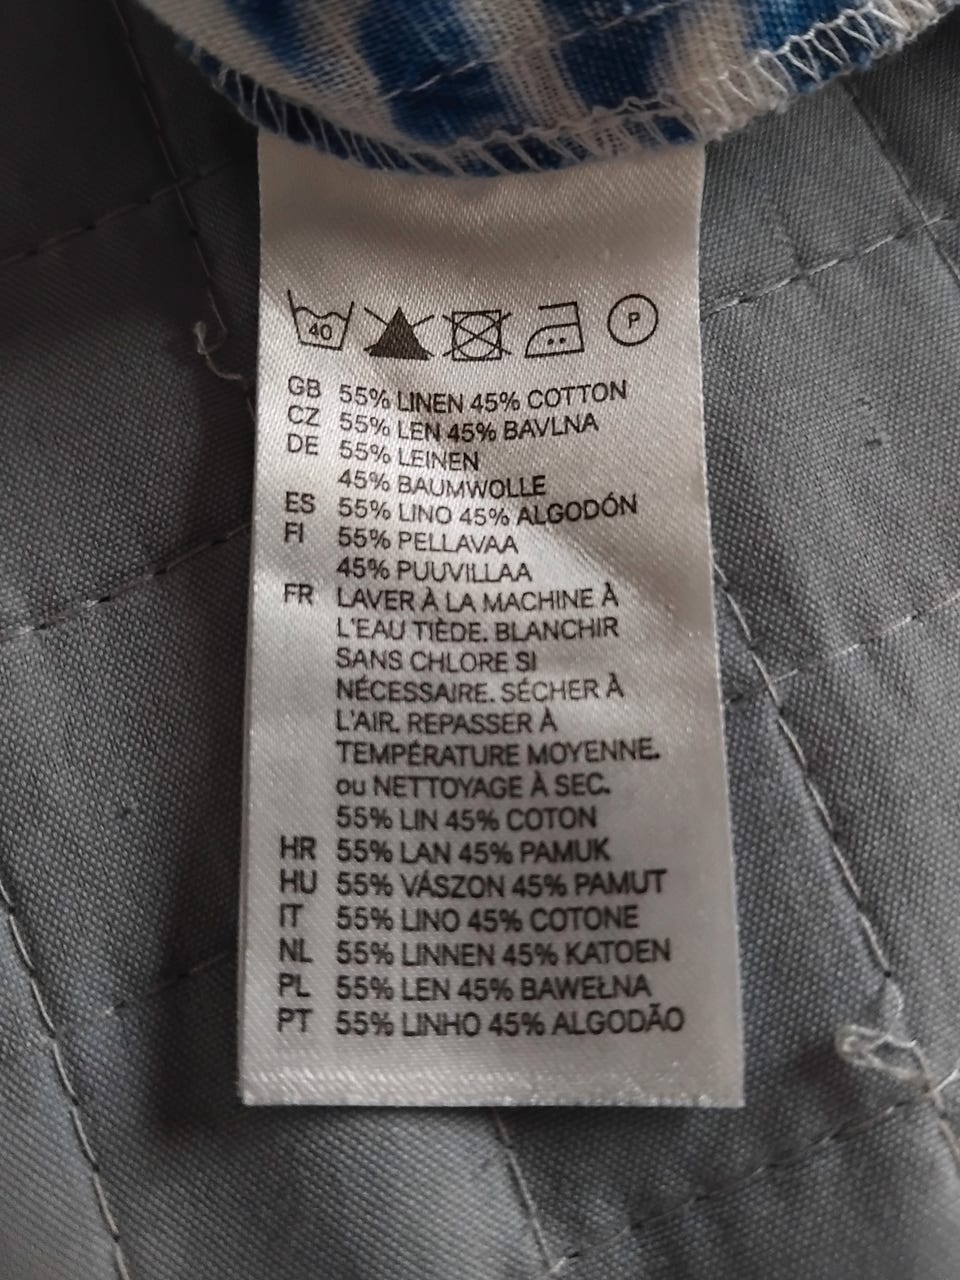 40 P
GB 55% LINEN 45% COTTON
CZ 55% LEN 45% BAVLNA
DE 55% LEINEN
45% BAUMWOLLE
ES 55% LINO 45% ALGODÓN
FI 55% PELLAVAA
45% PUUVILLAA
FR LAVER À LA MACHINE À
L'EAU TIÈDE. BLANCHIR
SANS CHLORE SI
NÉCESSAIRE. SÉCHER À
L'AIR. REPASSER À
TEMPÉRATURE MOYENNE.
ou NETTOYAGE À SEC.
55% LIN 45% COTON
HR 55% LAN 45% PAMUK
HU 55% VÁSZON 45% PAMUT
IT 55% LINO 45% COTONE
NL 55% LINNEN 45% KATOEN
PL 55% LEN 45% BAWEŁNA
PT 55% LINHO 45% ALGODÃO